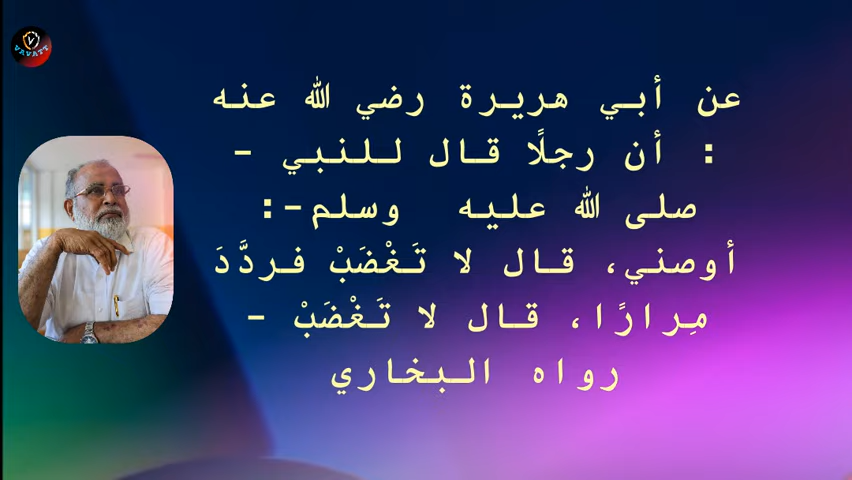 VAVATT
عن أبي هريرة رضي الله عنه
: أن رجلًا قال للنبي -
صلى الله عليه وسلم-:
أوصني، قال لا تَغْضَبْ فردَّدَ
مِرارًا، قال لا تَغْضَبْ -
رواه البخاري